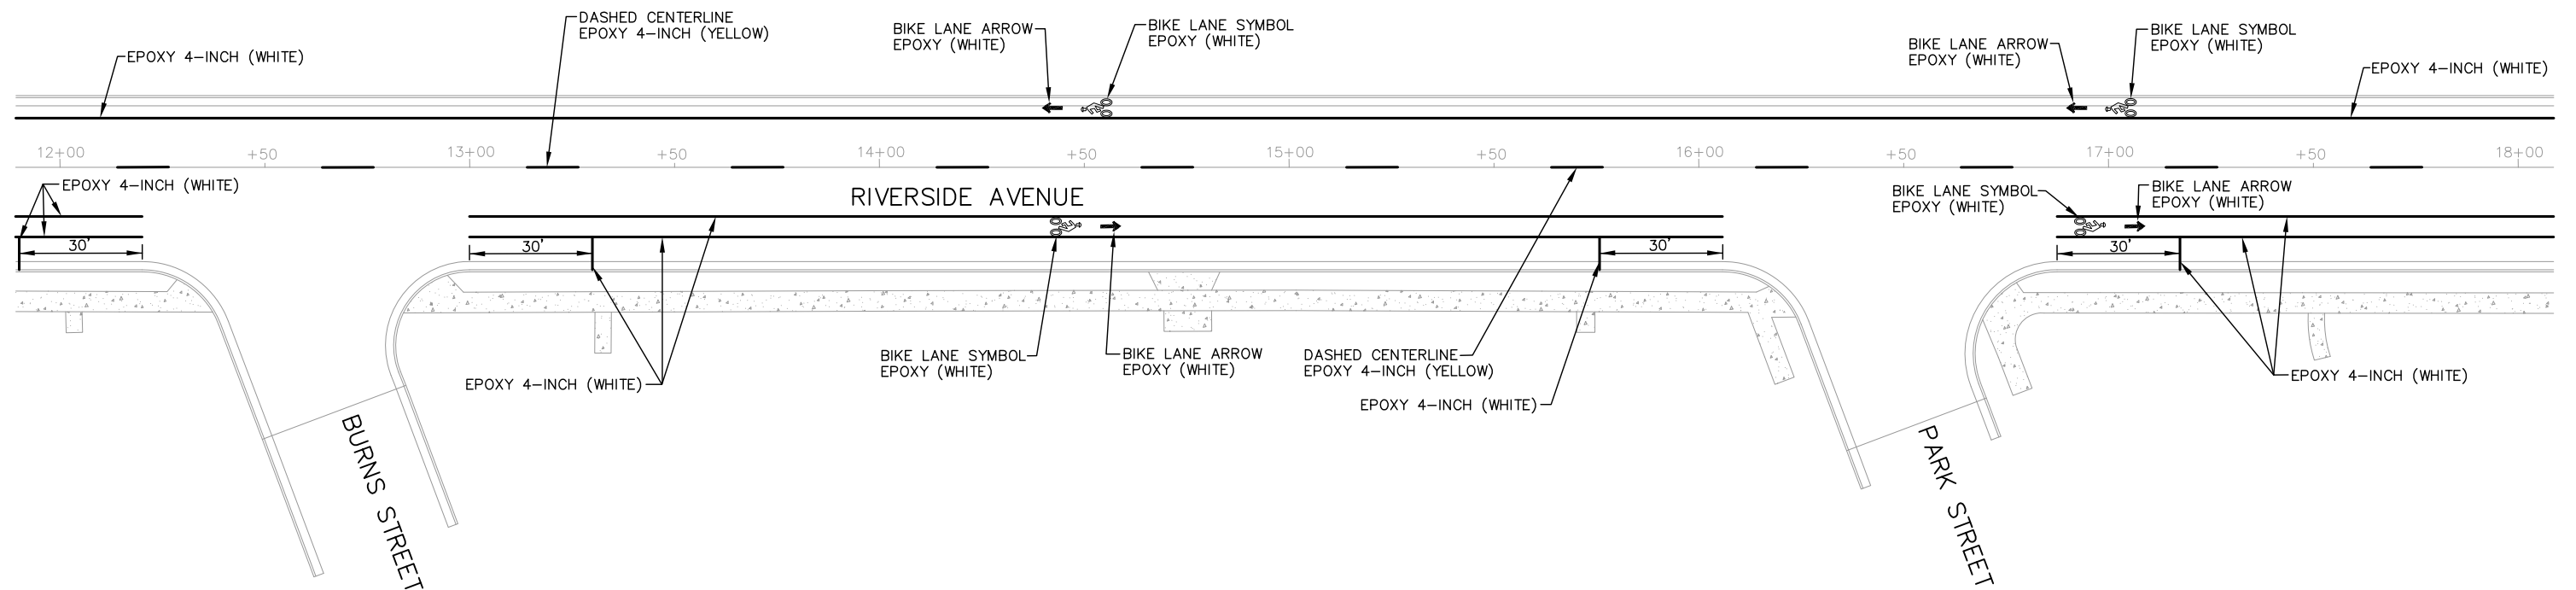 DASHED CENTERLINE
EPOXY 4-INCH (YELLOW)
BIKE LANE ARROW
EPOXY (WHITE)
BIKE LANE SYMBOL
EPOXY (WHITE)
BIKE LANE ARROW
EPOXY (WHITE)
BIKE LANE SYMBOL
EPOXY (WHITE)
EPOXY 4-INCH (WHITE)
EPOXY 4-INCH (WHITE)
12+00 +50 13+00 +50 14+00 +50 15+00 +50 16+00 +50 17+00 +50 18+00
EPOXY 4-INCH (WHITE)
RIVERSIDE AVENUE
BIKE LANE SYMBOL
EPOXY (WHITE)
BIKE LANE ARROW
EPOXY (WHITE)
30' 30' 30' 30'
EPOXY 4-INCH (WHITE)
BIKE LANE SYMBOL
EPOXY (WHITE)
BIKE LANE ARROW
EPOXY (WHITE)
DASHED CENTERLINE
EPOXY 4-INCH (YELLOW)
EPOXY 4-INCH (WHITE)
EPOXY 4-INCH (WHITE)
BURNS STREET
PARK STREET